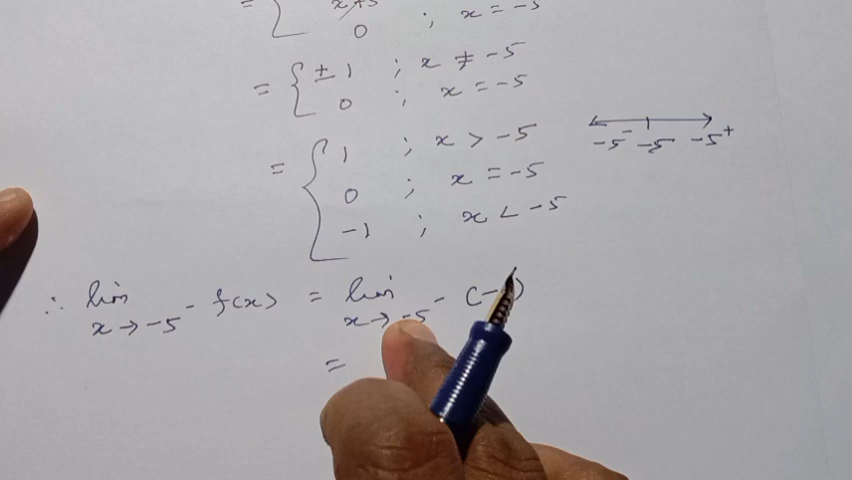 = { x+5
0 ; x = -5
= { ± 1 ; x ≠ -5
0 ; x = -5
= { 1 ; x > -5
0 ; x = -5
-1 ; x < -5
-5⁻ -5 -5⁺
∴ lim x→-5⁻ f(x) = lim x→-5⁻ (-
=